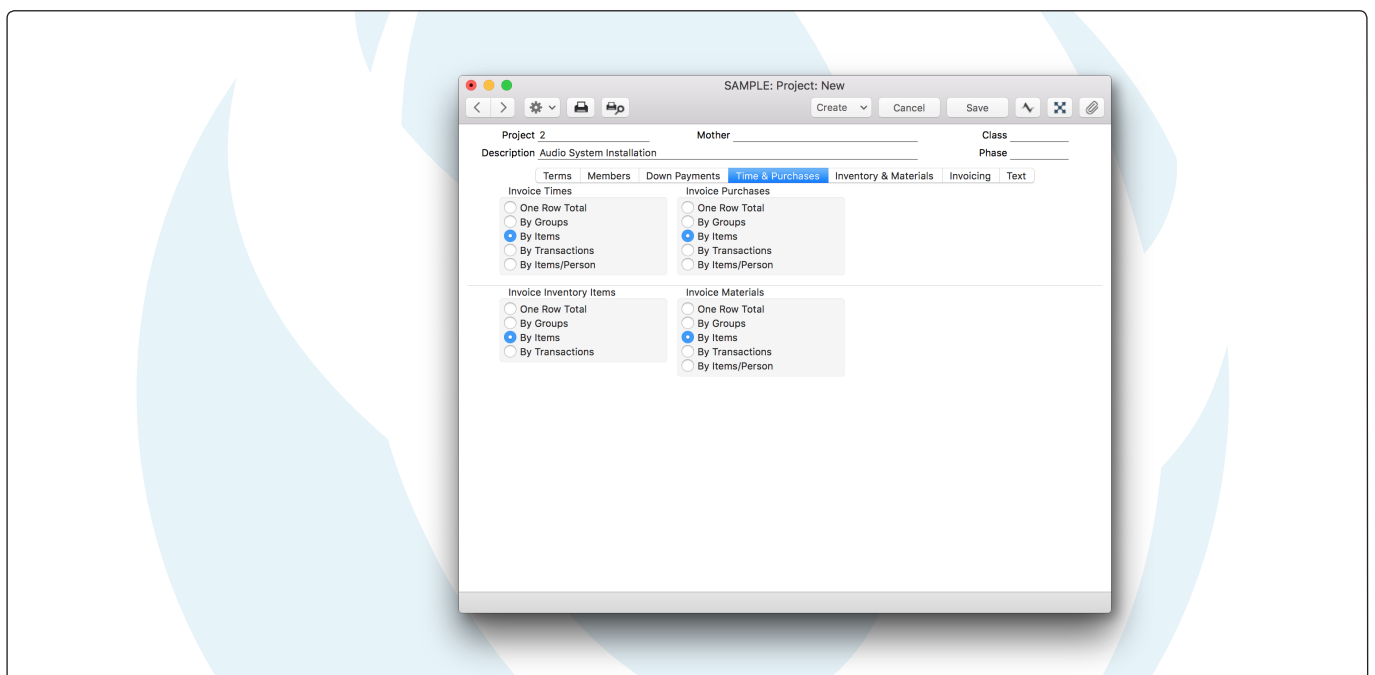 SAMPLE: Project: New
Create Cancel Save
Project 2 Mother Class
Description Audio System Installation Phase
Terms Members Down Payments Time & Purchases Inventory & Materials Invoicing Text
Invoice Times Invoice Purchases
One Row Total One Row Total
By Groups By Groups
By Items By Items
By Transactions By Transactions
By Items/Person By Items/Person
Invoice Inventory Items Invoice Materials
One Row Total One Row Total
By Groups By Groups
By Items By Items
By Transactions By Transactions
By Items/Person